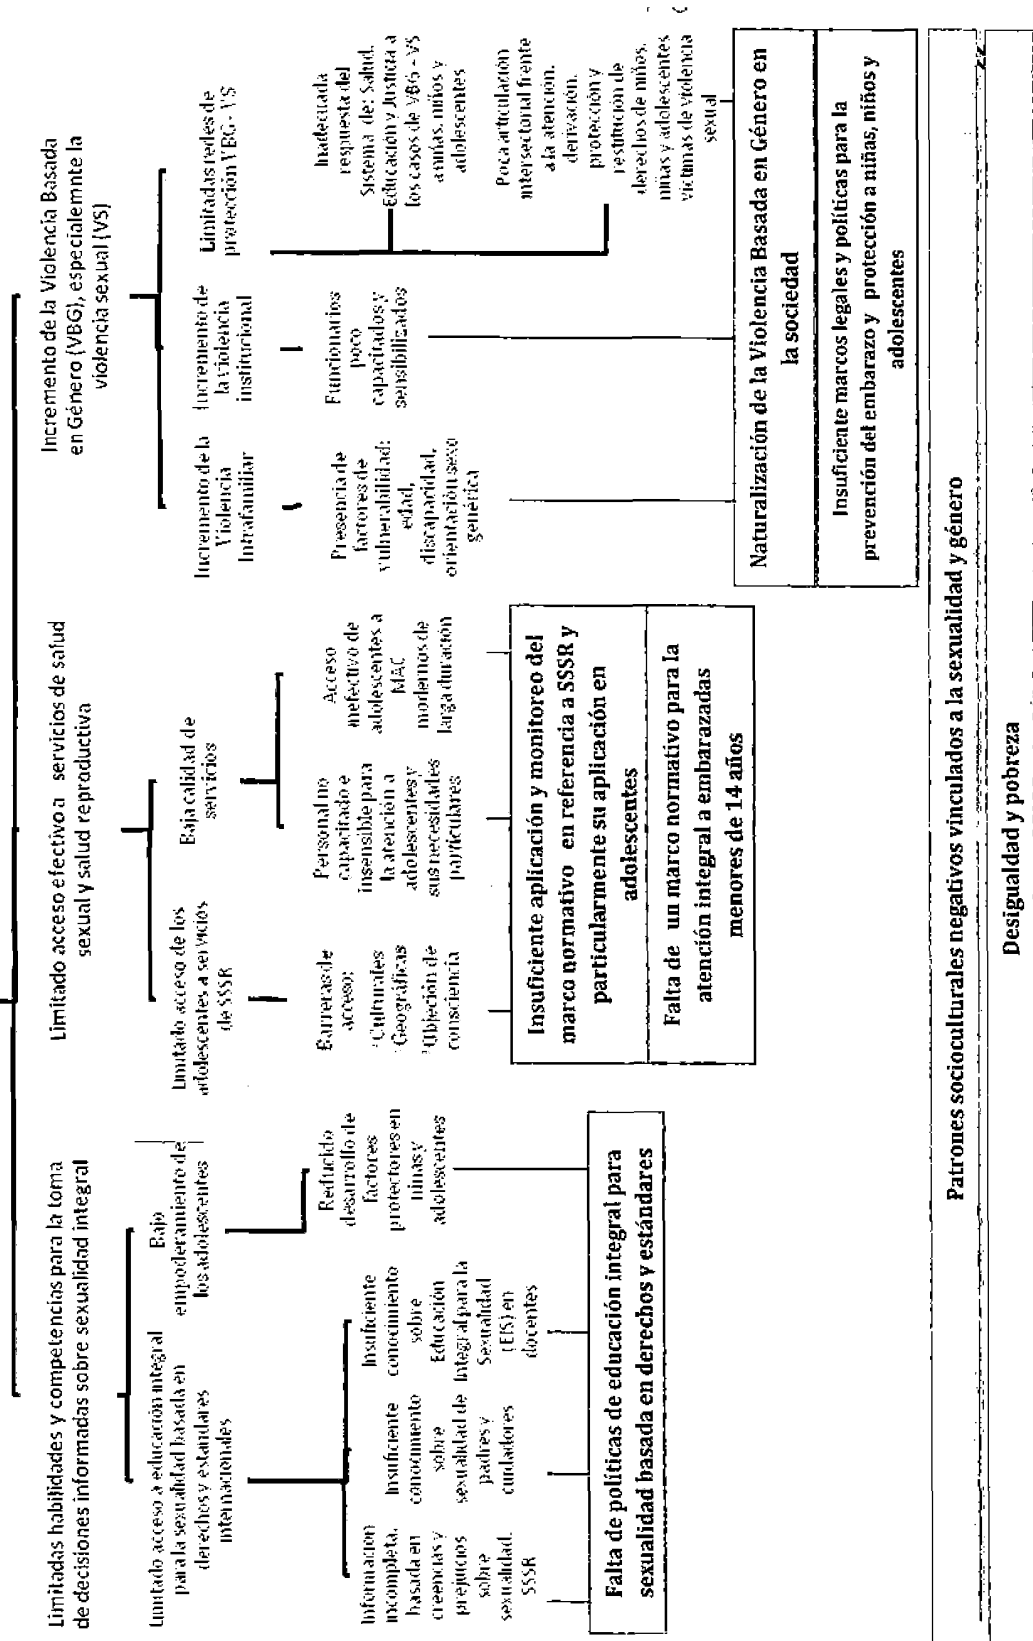 Limitadas habilidades y competencias para la toma
de decisiones informadas sobre sexualidad integral
Limitado acceso a educación integral
para la sexualidad basada en
derechos y estandares
internacionales
Bajo
empoderamiento de
los adolescentes
Información
incompleta,
basada en
creencias y
prejuicios
sobre
sexualidad,
SSSR
Insuficiente
conocimiento
sobre
sexualidad de
padres y
cuidadores
Insuficiente
conocimiento
sobre
Educación
Integral para la
Sexualidad
(EIS) en
docentes
Reducido
desarrollo de
factores
protectores en
niñas y
adolescentes
Falta de políticas de educación integral para
sexualidad basada en derechos y estándares
Limitado acceso efectivo a servicios de salud
sexual y salud reproductiva
Limitado acceso de los
adolescentes a servicios
de SSSR
Baja calidad de
servicios
Barreras de
acceso:
*Culturales
*Geográficas
*Objeción de
consciencia
Personal no
capacitado e
insensible para
la atención a
adolescentes y
sus necesidades
particulares
Acceso
inefectivo de
adolescentes a
MAC
modernos de
larga duración
Insuficiente aplicación y monitoreo del
marco normativo en referencia a SSSR y
particularmente su aplicación en
adolescentes
Falta de un marco normativo para la
atención integral a embarazadas
menores de 14 años
Incremento de la Violencia Basada
en Género (VBG), especialemnte la
violencia sexual (VS)
Incremento de la
Violencia
Intrafamiliar
Incremento de
la violencia
institucional
Limitadas redes de
protección VBG - VS
Presencia de
factores de
vulnerabilidad:
edad,
discapacidad,
orientación sexo
genérica
Funcionarios
poco
capacitados y
sensibilizados
Inadecuada
respuesta del
Sistema de: Salud,
Educación y Justicia a
los casos de VBG - VS
a niñas, niños y
adolescentes
Poca articulación
intersectorial frente
a la atención,
derivación,
protección y
restitución de
derechos de niños,
niñas y adolescentes
víctimas de violencia
sexual
Naturalización de la Violencia Basada en Género en
la sociedad
Insuficiente marcos legales y políticas para la
prevención del embarazo y protección a niñas, niños y
adolescentes
Patrones socioculturales negativos vinculados a la sexualidad y género
22
Desigualdad y pobreza